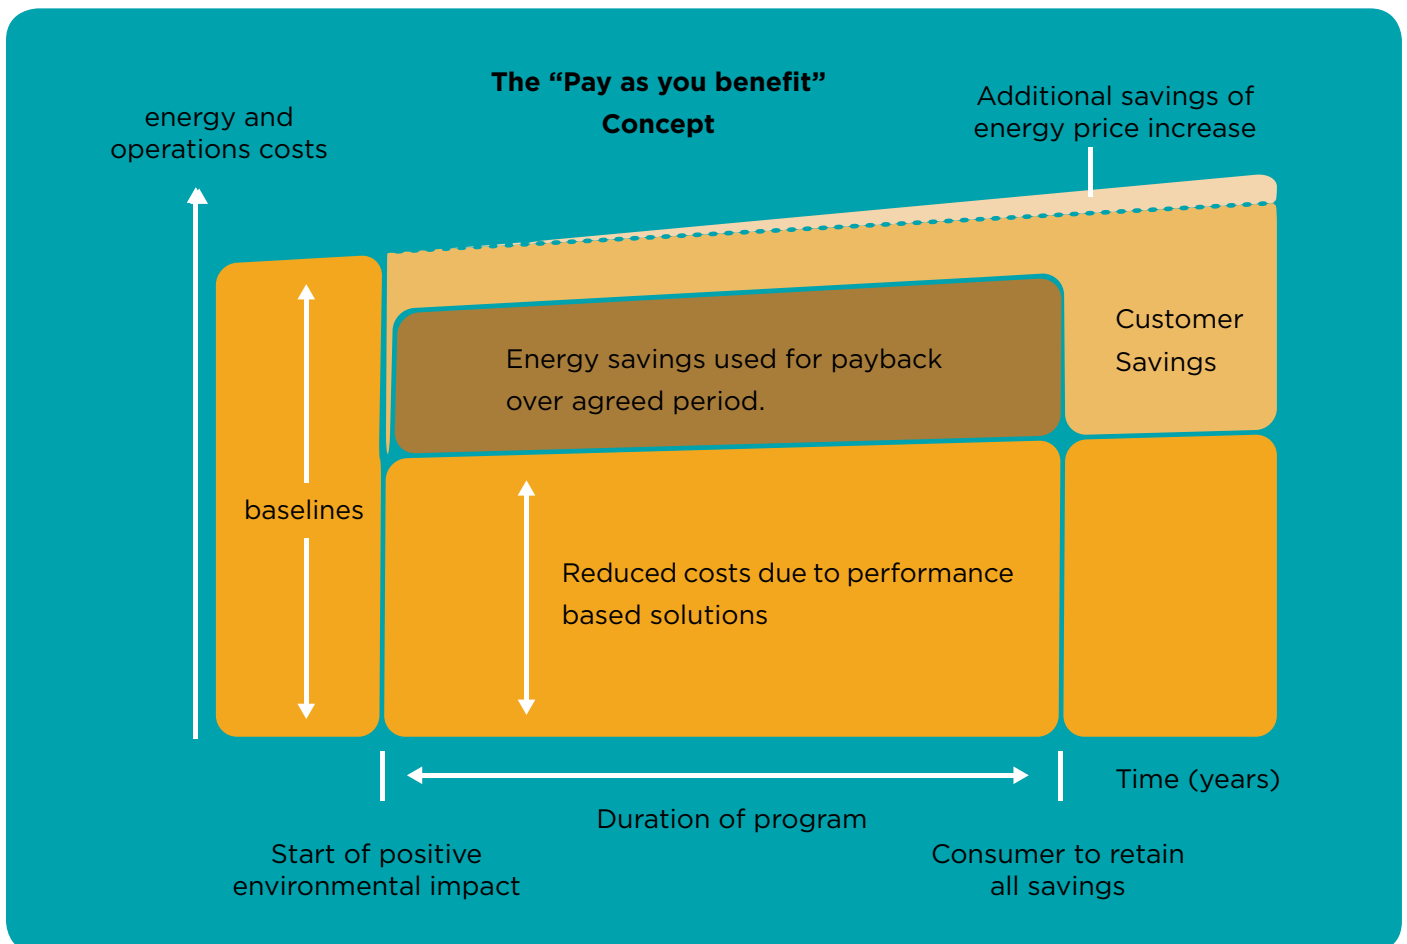 The “Pay as you benefit”
Concept
energy and
operations costs
Additional savings of
energy price increase
Customer
Savings
Energy savings used for payback
over agreed period.
baselines
Reduced costs due to performance
based solutions
Time (years)
Duration of program
Start of positive
environmental impact
Consumer to retain
all savings